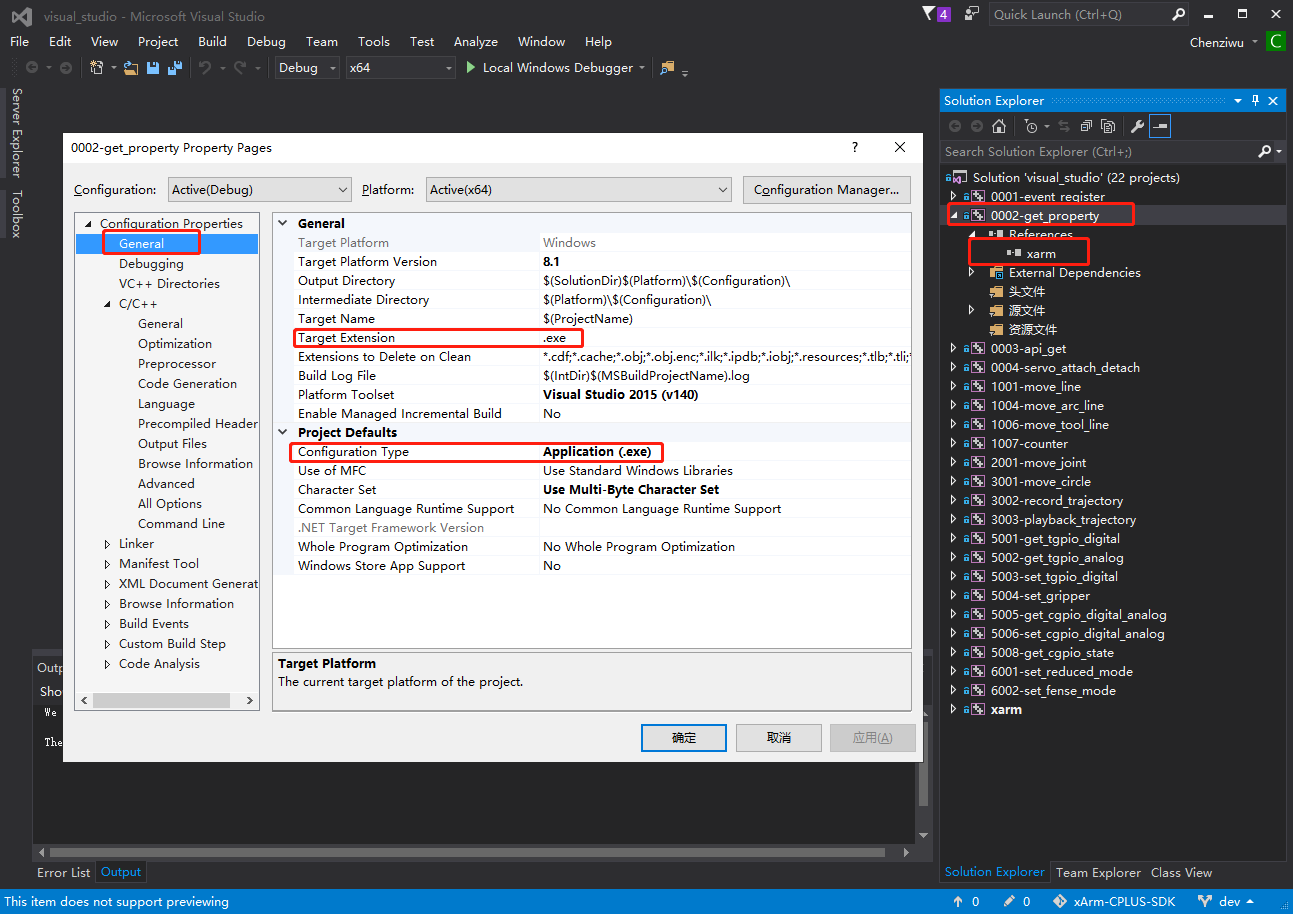 visual_studio - Microsoft Visual Studio
4
Quick Launch (Ctrl+Q)
File Edit View Project Build Debug Team Tools Test Analyze Window Help
Chenziwu C
Debug x64 Local Windows Debugger
Server Explorer
Toolbox
0002-get_property Property Pages
? 
Configuration: Active(Debug) Platform: Active(x64) Configuration Manager...
Configuration Properties
General
Debugging
VC++ Directories
C/C++
General
Optimization
Preprocessor
Code Generation
Language
Precompiled Header
Output Files
Browse Information
Advanced
All Options
Command Line
Linker
Manifest Tool
XML Document Generat
Browse Information
Build Events
Custom Build Step
Code Analysis
General
Target Platform Windows
Target Platform Version 8.1
Output Directory $(SolutionDir)$(Platform)\$(Configuration)\
Intermediate Directory $(Platform)\$(Configuration)\
Target Name $(ProjectName)
Target Extension .exe
Extensions to Delete on Clean *.cdf;*.cache;*.obj;*.obj.enc;*.ilk;*.ipdb;*.iobj;*.resources;*.tlb;*.tli;*
Build Log File $(IntDir)$(MSBuildProjectName).log
Platform Toolset Visual Studio 2015 (v140)
Enable Managed Incremental Build No
Project Defaults
Configuration Type Application (.exe)
Use of MFC Use Standard Windows Libraries
Character Set Use Multi-Byte Character Set
Common Language Runtime Support No Common Language Runtime Support
.NET Target Framework Version
Whole Program Optimization No Whole Program Optimization
Windows Store App Support No
Target Platform
The current target platform of the project.
确定 取消 应用(A)
Outp
Sho
We
The
Error List Output
Solution Explorer
Search Solution Explorer (Ctrl+;)
Solution 'visual_studio' (22 projects)
0001-event_register
0002-get_property
References
xarm
External Dependencies
头文件
源文件
资源文件
0003-api_get
0004-servo_attach_detach
1001-move_line
1004-move_arc_line
1006-move_tool_line
1007-counter
2001-move_joint
3001-move_circle
3002-record_trajectory
3003-playback_trajectory
5001-get_tgpio_digital
5002-get_tgpio_analog
5003-set_tgpio_digital
5004-set_gripper
5005-get_cgpio_digital_analog
5006-set_cgpio_digital_analog
5008-get_cgpio_state
6001-set_reduced_mode
6002-set_fense_mode
xarm
Solution Explorer Team Explorer Class View
This item does not support previewing
0 0 xArm-CPLUS-SDK dev